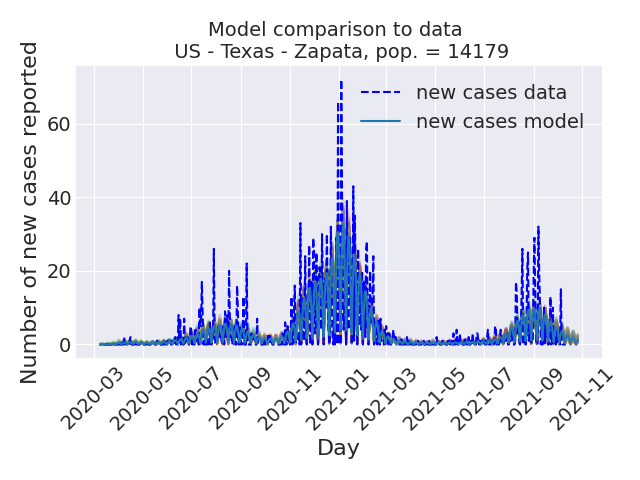 Model comparison to data
US - Texas - Zapata, pop. = 14179
Number of new cases reported
60
40
20
0
new cases data
new cases model
2020-03
2020-05
2020-07
2020-09
2020-11
2021-01
2021-03
2021-05
2021-07
2021-09
2021-11
Day